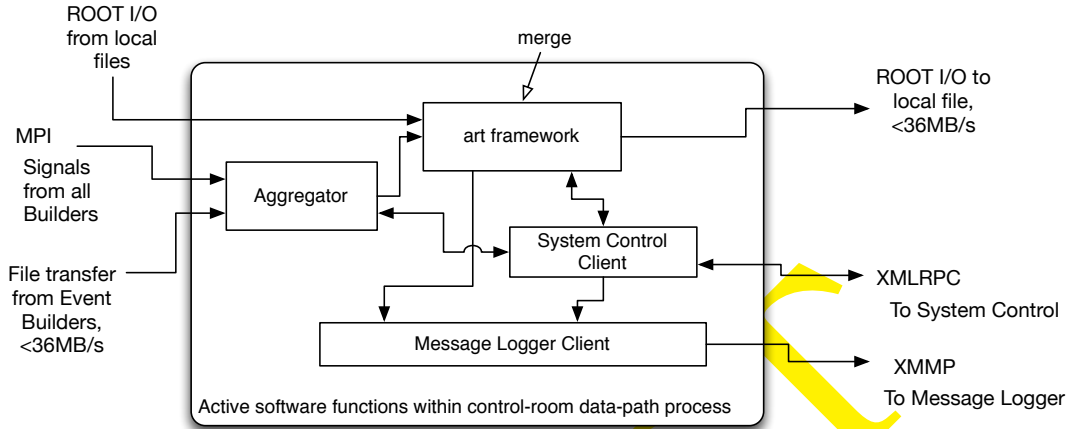 ROOT I/O
from local
files
merge
ROOT I/O to
local file,
<36MB/s
art framework
MPI
Signals
from all
Builders
Aggregator
System Control
Client
File transfer
from Event
Builders,
<36MB/s
XMLRPC
To System Control
Message Logger Client
XMMP
To Message Logger
Active software functions within control-room data-path process